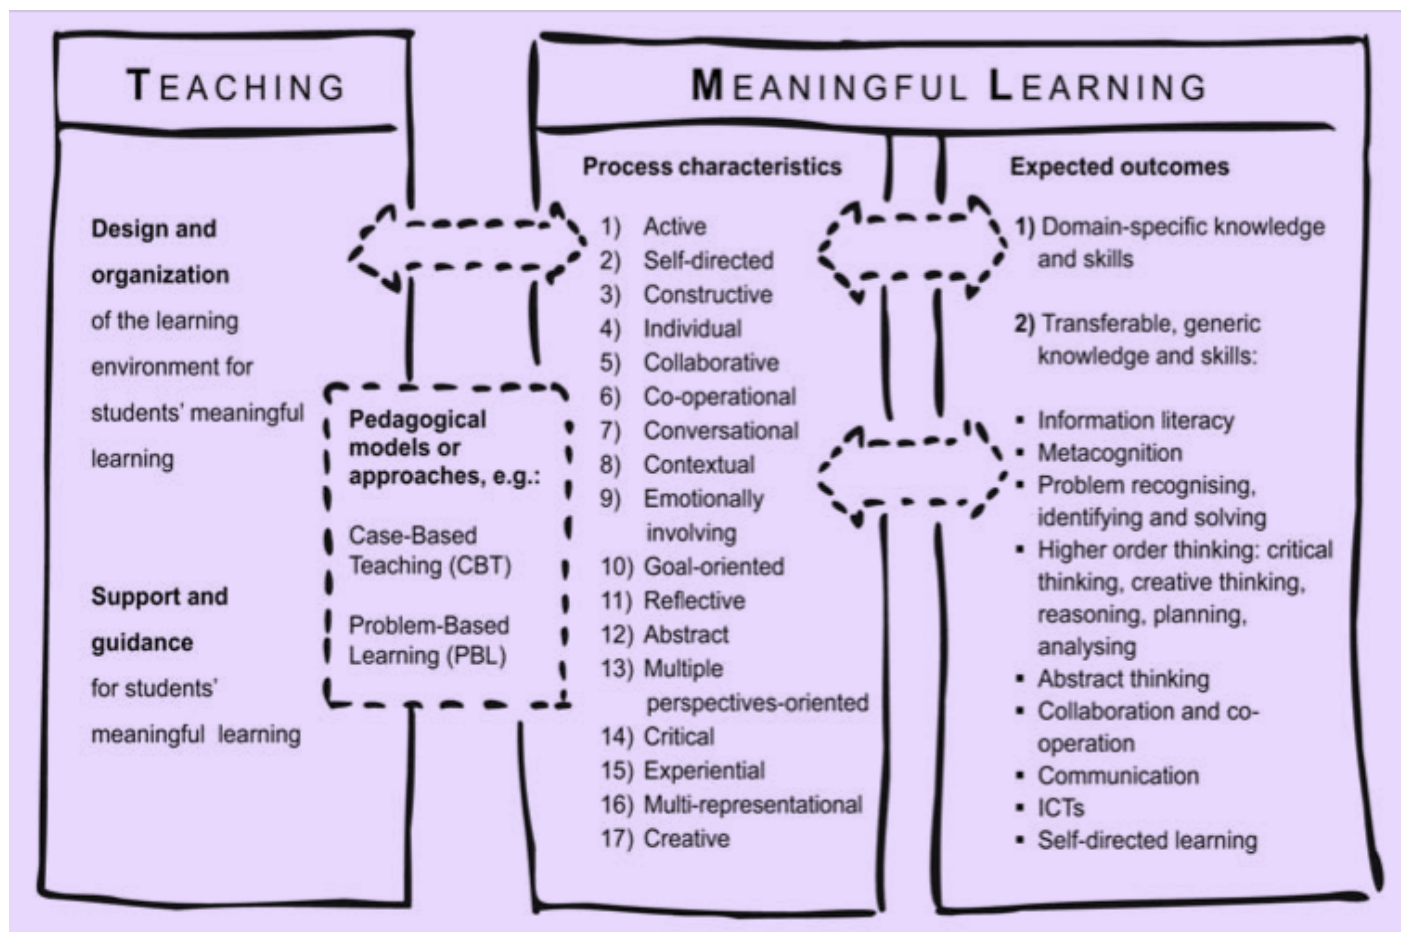 TEACHING
Design and
organization
of the learning
environment for
students’ meaningful
learning
Support and
guidance
for students’
meaningful learning
Pedagogical
models or
approaches, e.g.:
Case-Based
Teaching (CBT)
Problem-Based
Learning (PBL)
MEANINGFUL LEARNING
Process characteristics
1) Active
2) Self-directed
3) Constructive
4) Individual
5) Collaborative
6) Co-operational
7) Conversational
8) Contextual
9) Emotionally
involving
10) Goal-oriented
11) Reflective
12) Abstract
13) Multiple
perspectives-oriented
14) Critical
15) Experiential
16) Multi-representational
17) Creative
Expected outcomes
1) Domain-specific knowledge
and skills
2) Transferable, generic
knowledge and skills:
▪ Information literacy
▪ Metacognition
▪ Problem recognising,
identifying and solving
▪ Higher order thinking: critical
thinking, creative thinking,
reasoning, planning,
analysing
▪ Abstract thinking
▪ Collaboration and co-
operation
▪ Communication
▪ ICTs
▪ Self-directed learning